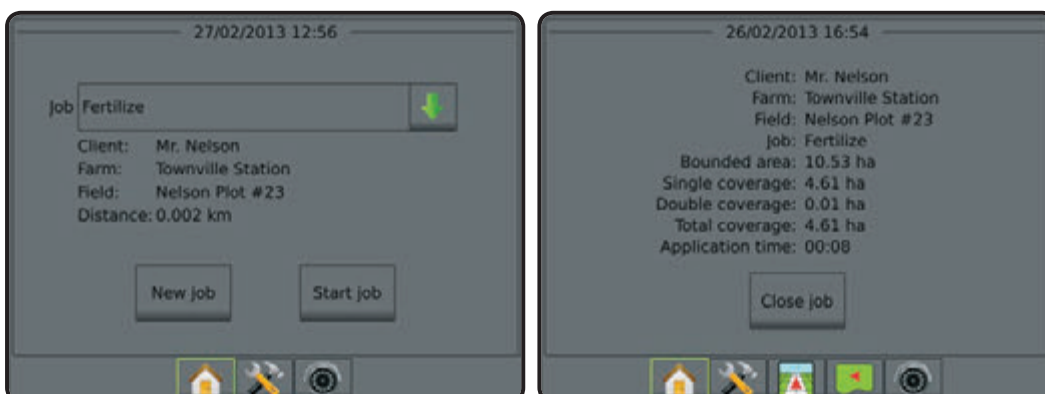 27/02/2013 12:56
Job Fertilize
Client: Mr. Nelson
Farm: Townville Station
Field: Nelson Plot #23
Distance: 0.002 km
New job Start job
26/02/2013 16:54
Client: Mr. Nelson
Farm: Townville Station
Field: Nelson Plot #23
Job: Fertilize
Bounded area: 10.53 ha
Single coverage: 4.61 ha
Double coverage: 0.01 ha
Total coverage: 4.61 ha
Application time: 00:08
Close job